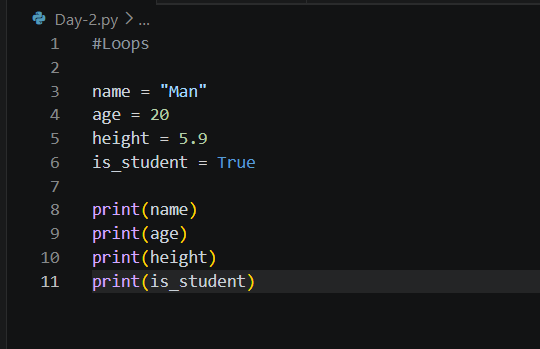 Day-2.py > ...
1 #Loops
2
3 name = "Man"
4 age = 20
5 height = 5.9
6 is_student = True
7
8 print(name)
9 print(age)
10 print(height)
11 print(is_student)